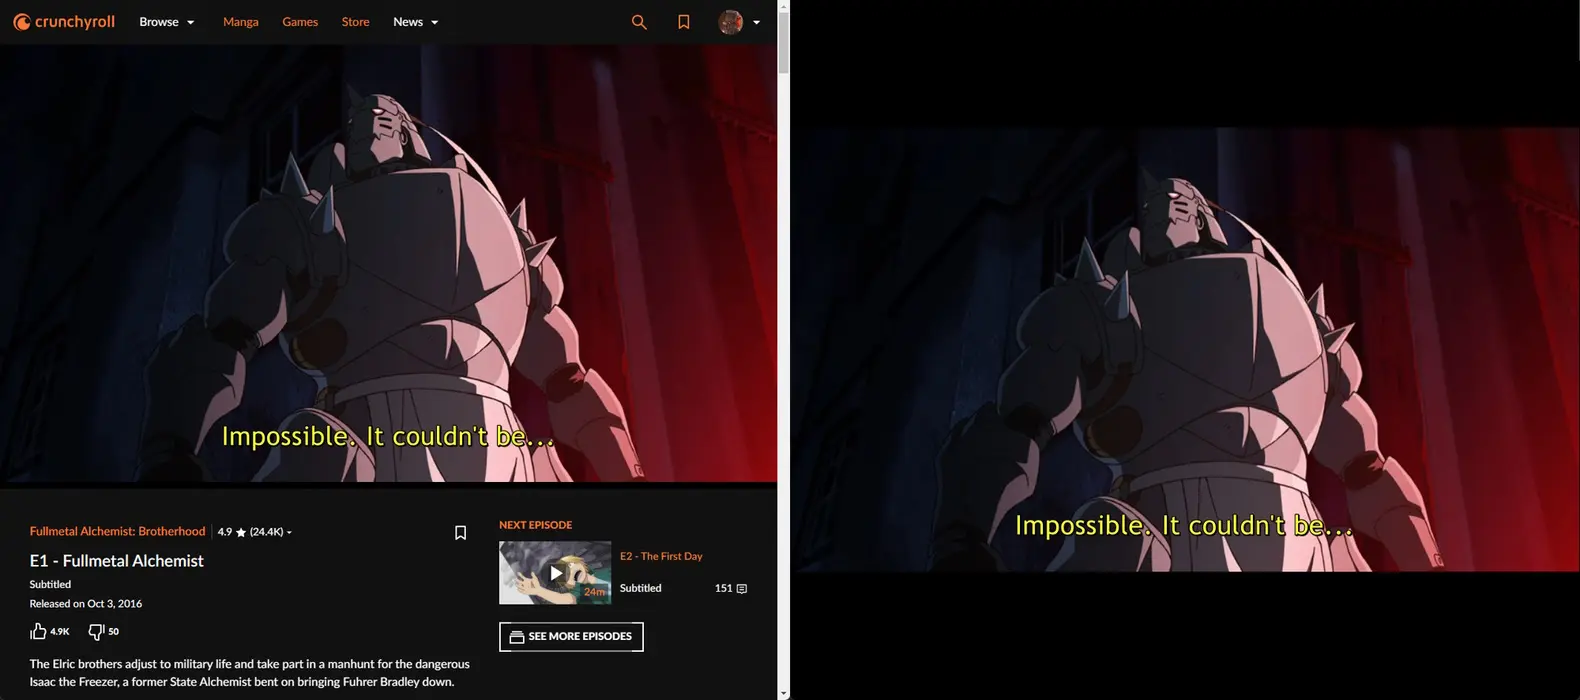 crunchyroll Browse Manga Games Store News
Impossible. It couldn't be...
Fullmetal Alchemist: Brotherhood 4.9 ★ (24.4K)
E1 - Fullmetal Alchemist
Subtitled
Released on Oct 3, 2016
4.9K 50
The Elric brothers adjust to military life and take part in a manhunt for the dangerous
Isaac the Freezer, a former State Alchemist bent on bringing Fuhrer Bradley down.
NEXT EPISODE
24m
E2 - The First Day
Subtitled 151
SEE MORE EPISODES
Impossible. It couldn't be...